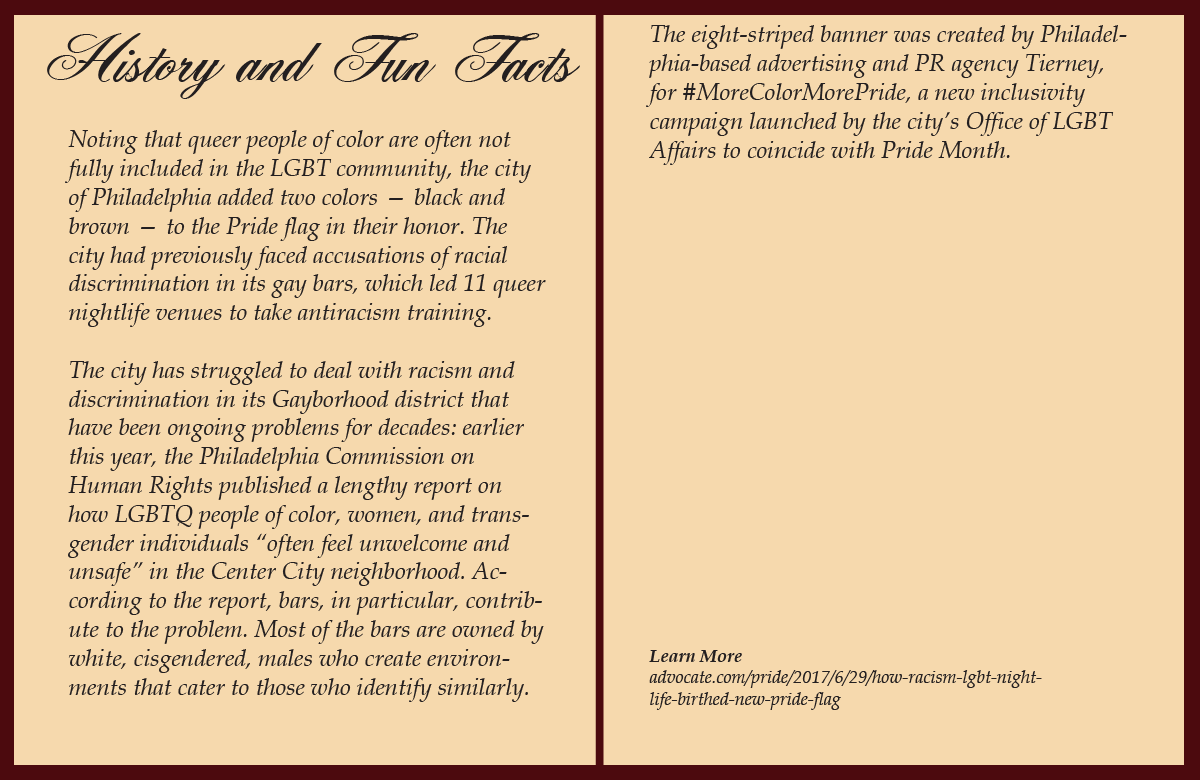 History and Fun Facts
Noting that queer people of color are often not
fully included in the LGBT community, the city
of Philadelphia added two colors — black and
brown — to the Pride flag in their honor. The
city had previously faced accusations of racial
discrimination in its gay bars, which led 11 queer
nightlife venues to take antiracism training.
The city has struggled to deal with racism and
discrimination in its Gayborhood district that
have been ongoing problems for decades: earlier
this year, the Philadelphia Commission on
Human Rights published a lengthy report on
how LGBTQ people of color, women, and trans-
gender individuals “often feel unwelcome and
unsafe” in the Center City neighborhood. Ac-
cording to the report, bars, in particular, contrib-
ute to the problem. Most of the bars are owned by
white, cisgendered, males who create environ-
ments that cater to those who identify similarly.
The eight-striped banner was created by Philadel-
phia-based advertising and PR agency Tierney,
for #MoreColorMorePride, a new inclusivity
campaign launched by the city’s Office of LGBT
Affairs to coincide with Pride Month.
Learn More
advocate.com/pride/2017/6/29/how-racism-lgbt-night-
life-birthed-new-pride-flag